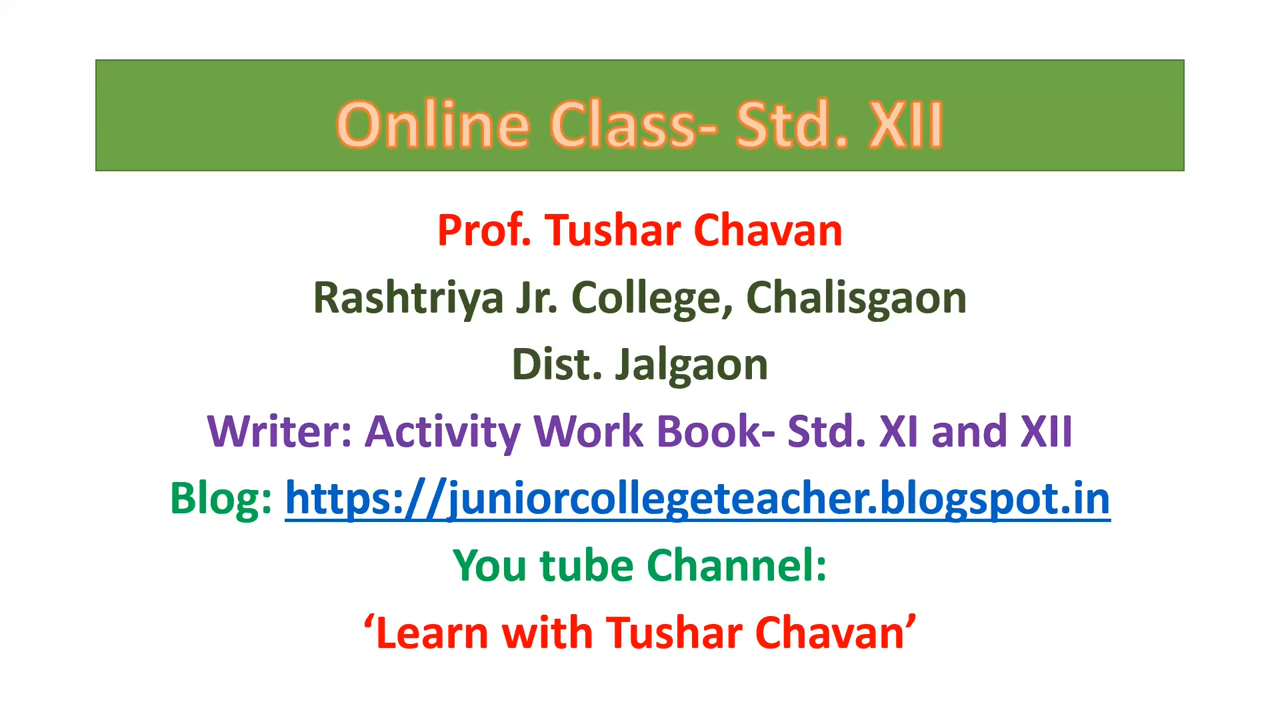 Online Class- Std. XII
Prof. Tushar Chavan
Rashtriya Jr. College, Chalisgaon
Dist. Jalgaon
Writer: Activity Work Book- Std. XI and XII
Blog: https://juniorcollegeteacher.blogspot.in
You tube Channel:
‘Learn with Tushar Chavan’